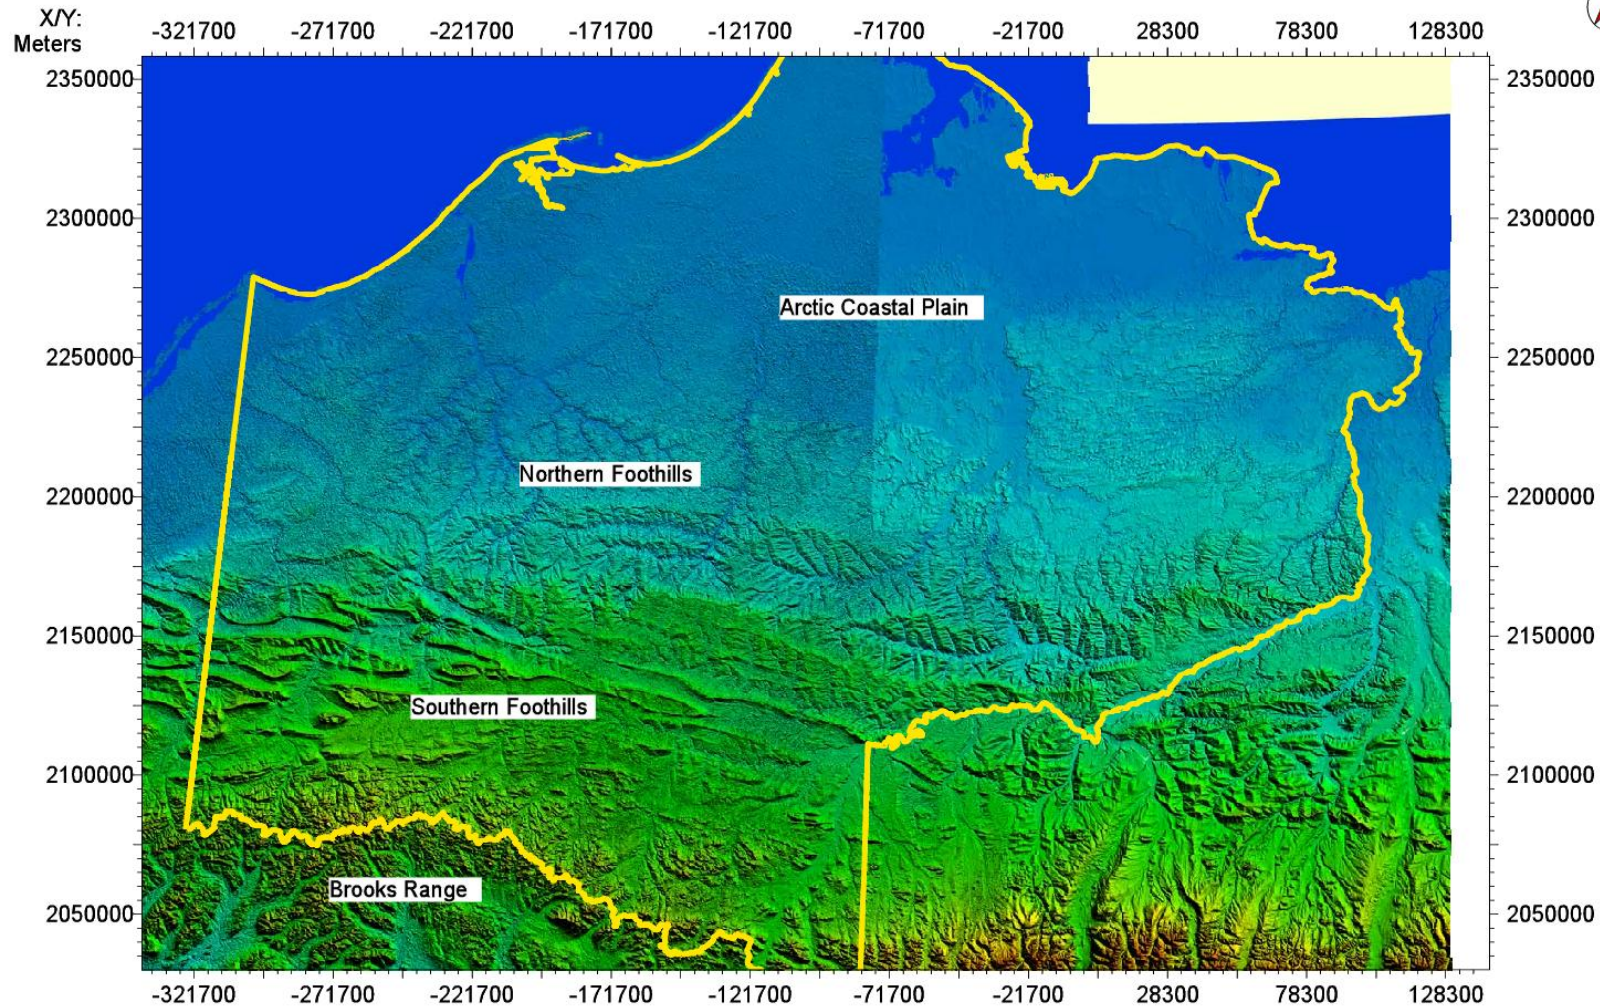 X/Y:
Meters
-321700 -271700 -221700 -171700 -121700 -71700 -21700 28300 78300 128300
2350000 2350000
2300000 2300000
Arctic Coastal Plain
2250000 2250000
Northern Foothills
2200000 2200000
2150000 2150000
Southern Foothills
2100000 2100000
Brooks Range
2050000 2050000
-321700 -271700 -221700 -171700 -121700 -71700 -21700 28300 78300 128300